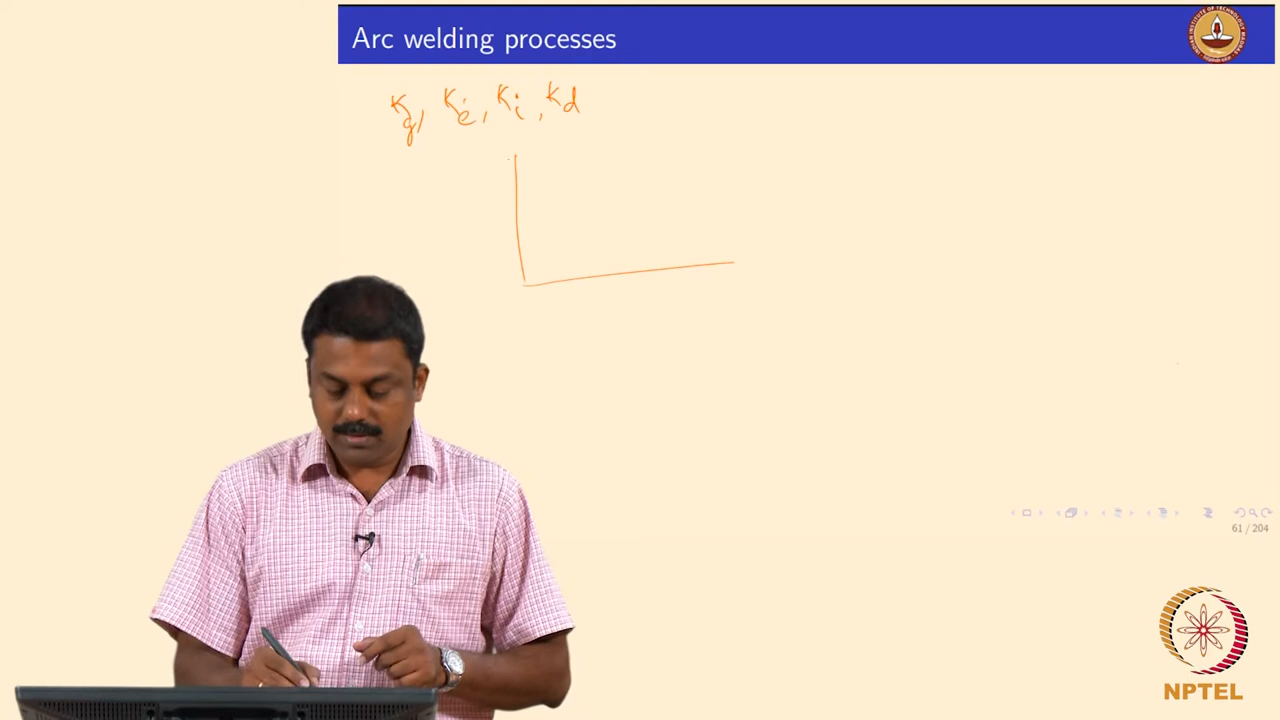 Arc welding processes
Kg, Ke, Ki, Kd
61 / 204
NPTEL